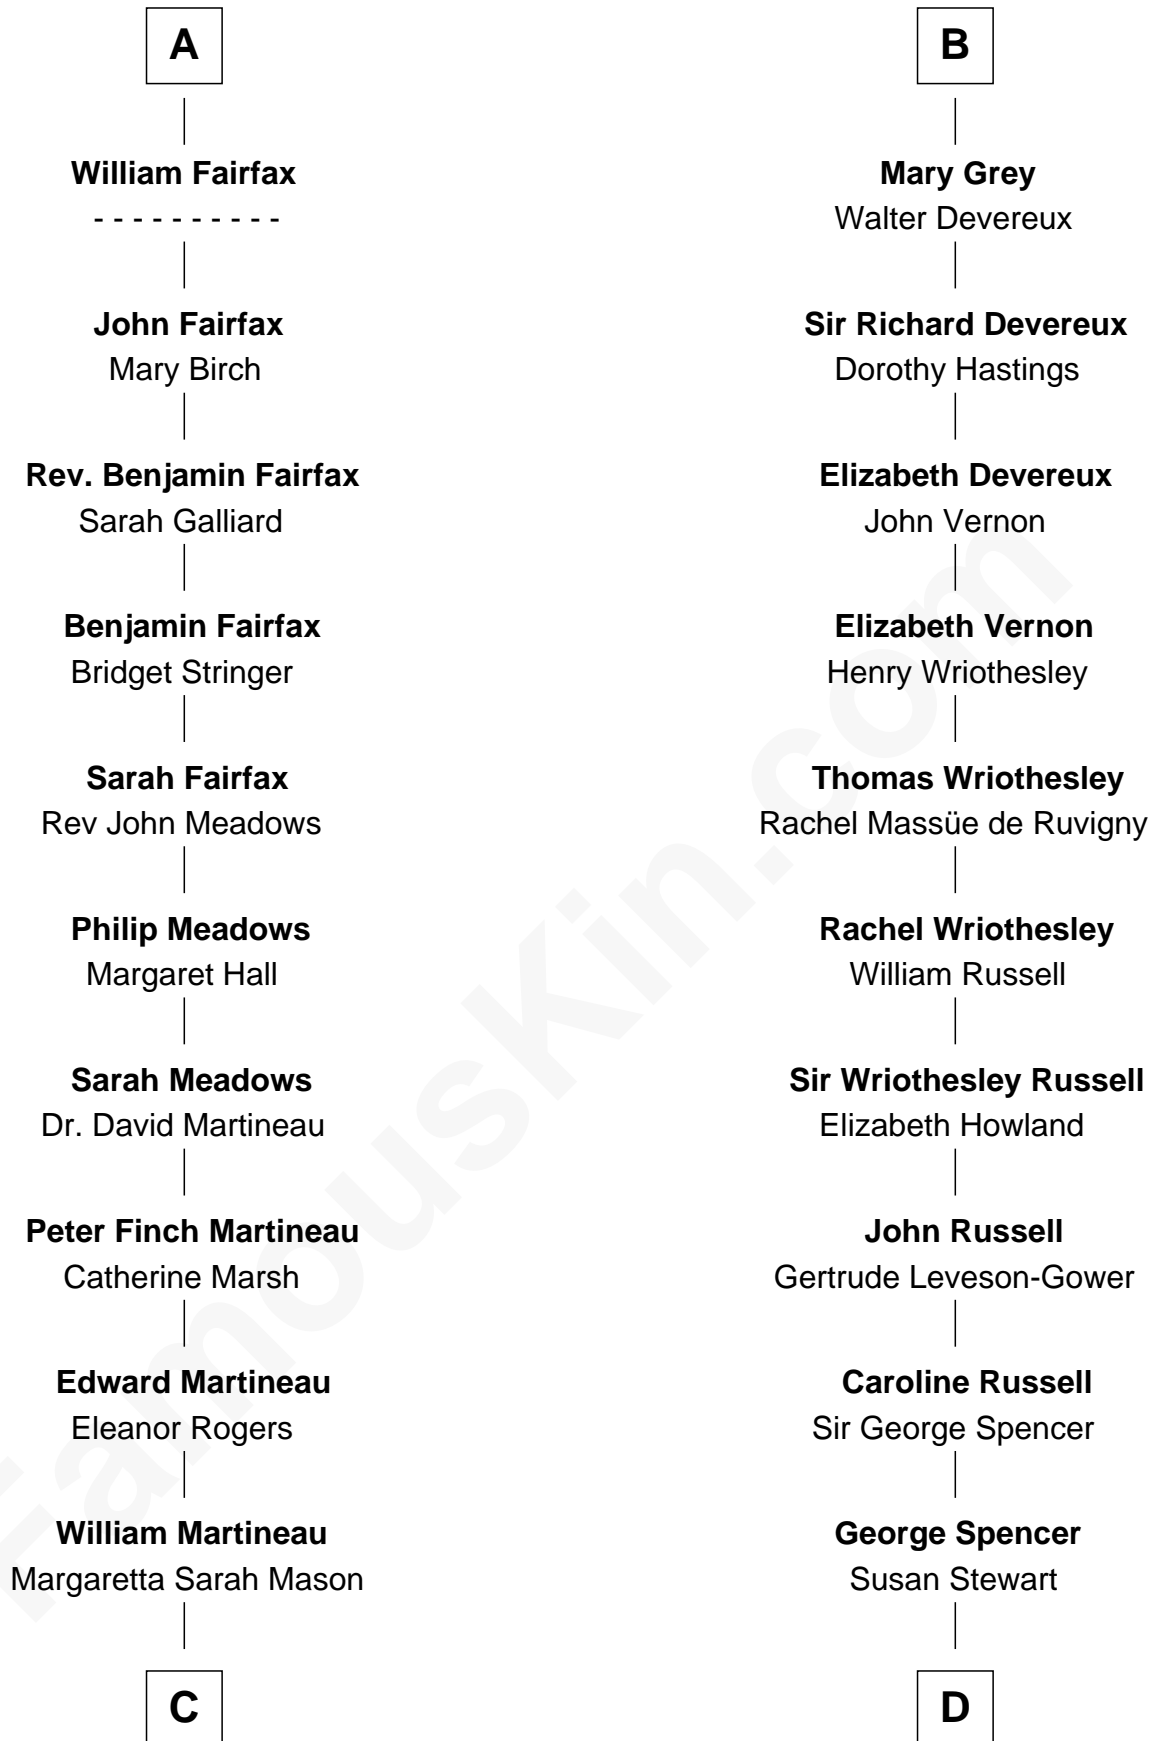 A
William Fairfax
- - - - - - - - - -
John Fairfax
Mary Birch
Rev. Benjamin Fairfax
Sarah Galliard
Benjamin Fairfax
Bridget Stringer
Sarah Fairfax
Rev John Meadows
Philip Meadows
Margaret Hall
Sarah Meadows
Dr. David Martineau
Peter Finch Martineau
Catherine Marsh
Edward Martineau
Eleanor Rogers
William Martineau
Margaretta Sarah Mason
C
B
Mary Grey
Walter Devereux
Sir Richard Devereux
Dorothy Hastings
Elizabeth Devereux
John Vernon
Elizabeth Vernon
Henry Wriothesley
Thomas Wriothesley
Rachel Massüe de Ruvigny
Rachel Wriothesley
William Russell
Sir Wriothesley Russell
Elizabeth Howland
John Russell
Gertrude Leveson-Gower
Caroline Russell
Sir George Spencer
George Spencer
Susan Stewart
D
FamousKin.com